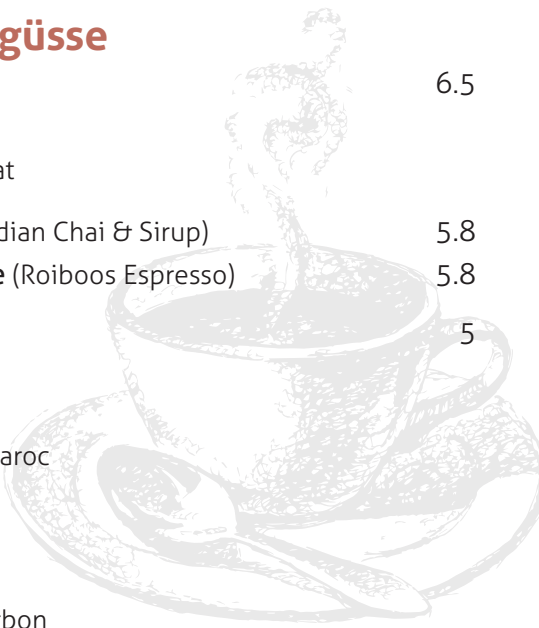 güsse
6.5
at
dian Chai & Sirup) 5.8
e (Roiboos Espresso) 5.8
5
aroc
bon